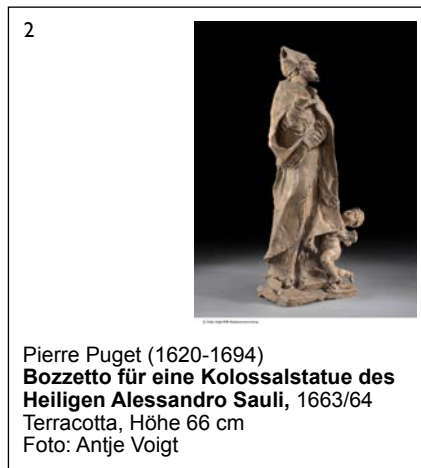 2
Pierre Puget (1620-1694)
Bozzetto für eine Kolossalstatue des
Heiligen Alessandro Sauli, 1663/64
Terracotta, Höhe 66 cm
Foto: Antje Voigt